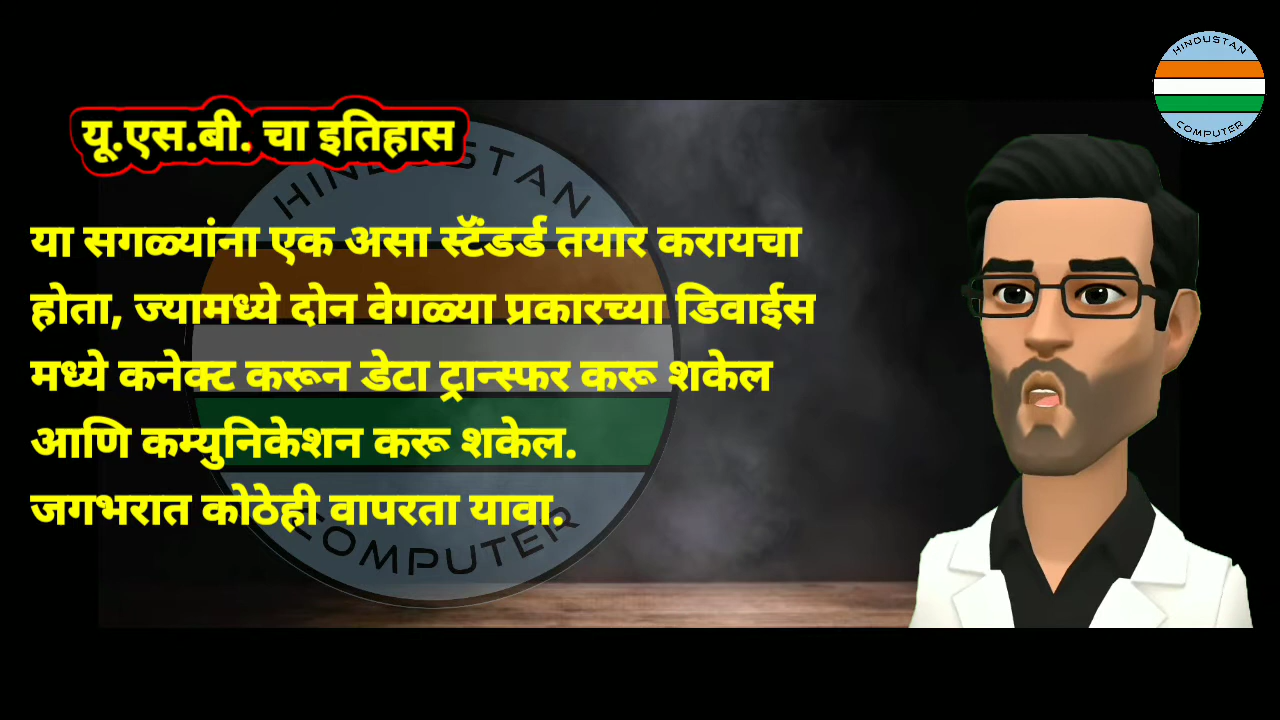 HINDUSTAN
COMPUTER
यू.एस.बी. चा इतिहास
HINDUSTAN
या सगळ्यांना एक असा स्टॅंडर्ड तयार करायचा
होता, ज्यामध्ये दोन वेगळ्या प्रकारच्या डिवाईस
मध्ये कनेक्ट करून डेटा ट्रान्स्फर करू शकेल
आणि कम्युनिकेशन करू शकेल.
जगभरात कोठेही वापरता यावा.
COMPUTER